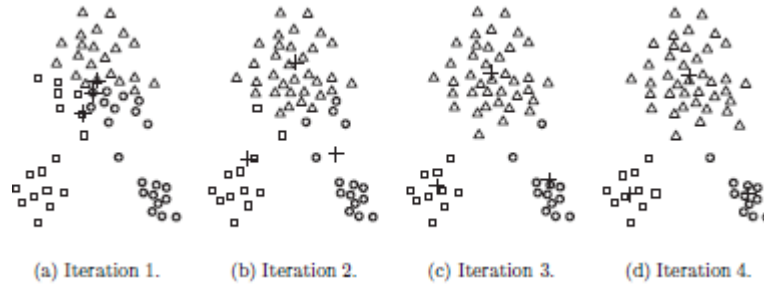 (a) Iteration 1.
(b) Iteration 2.
(c) Iteration 3.
(d) Iteration 4.